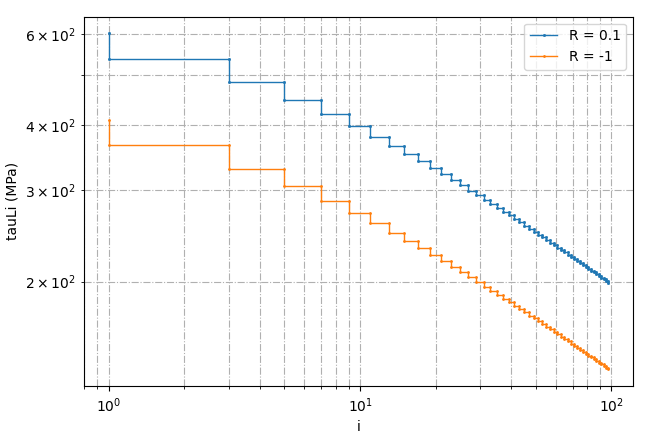 R = 0.1
R = -1
6 × 10²
4 × 10²
3 × 10²
2 × 10²
tauLi (MPa)
10⁰
10¹
10²
i